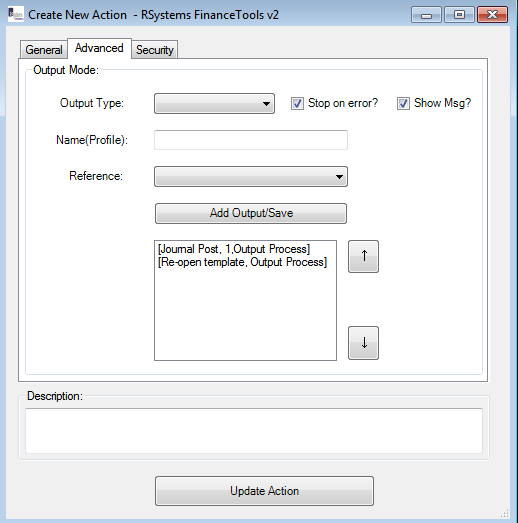 Create New Action - RSystems FinanceTools v2
General Advanced Security
Output Mode:
Output Type: Stop on error? Show Msg?
Name(Profile):
Reference:
Add Output/Save
[Journal Post, 1,Output Process]
[Re-open template, Output Process]
↑
↓
Description:
Update Action